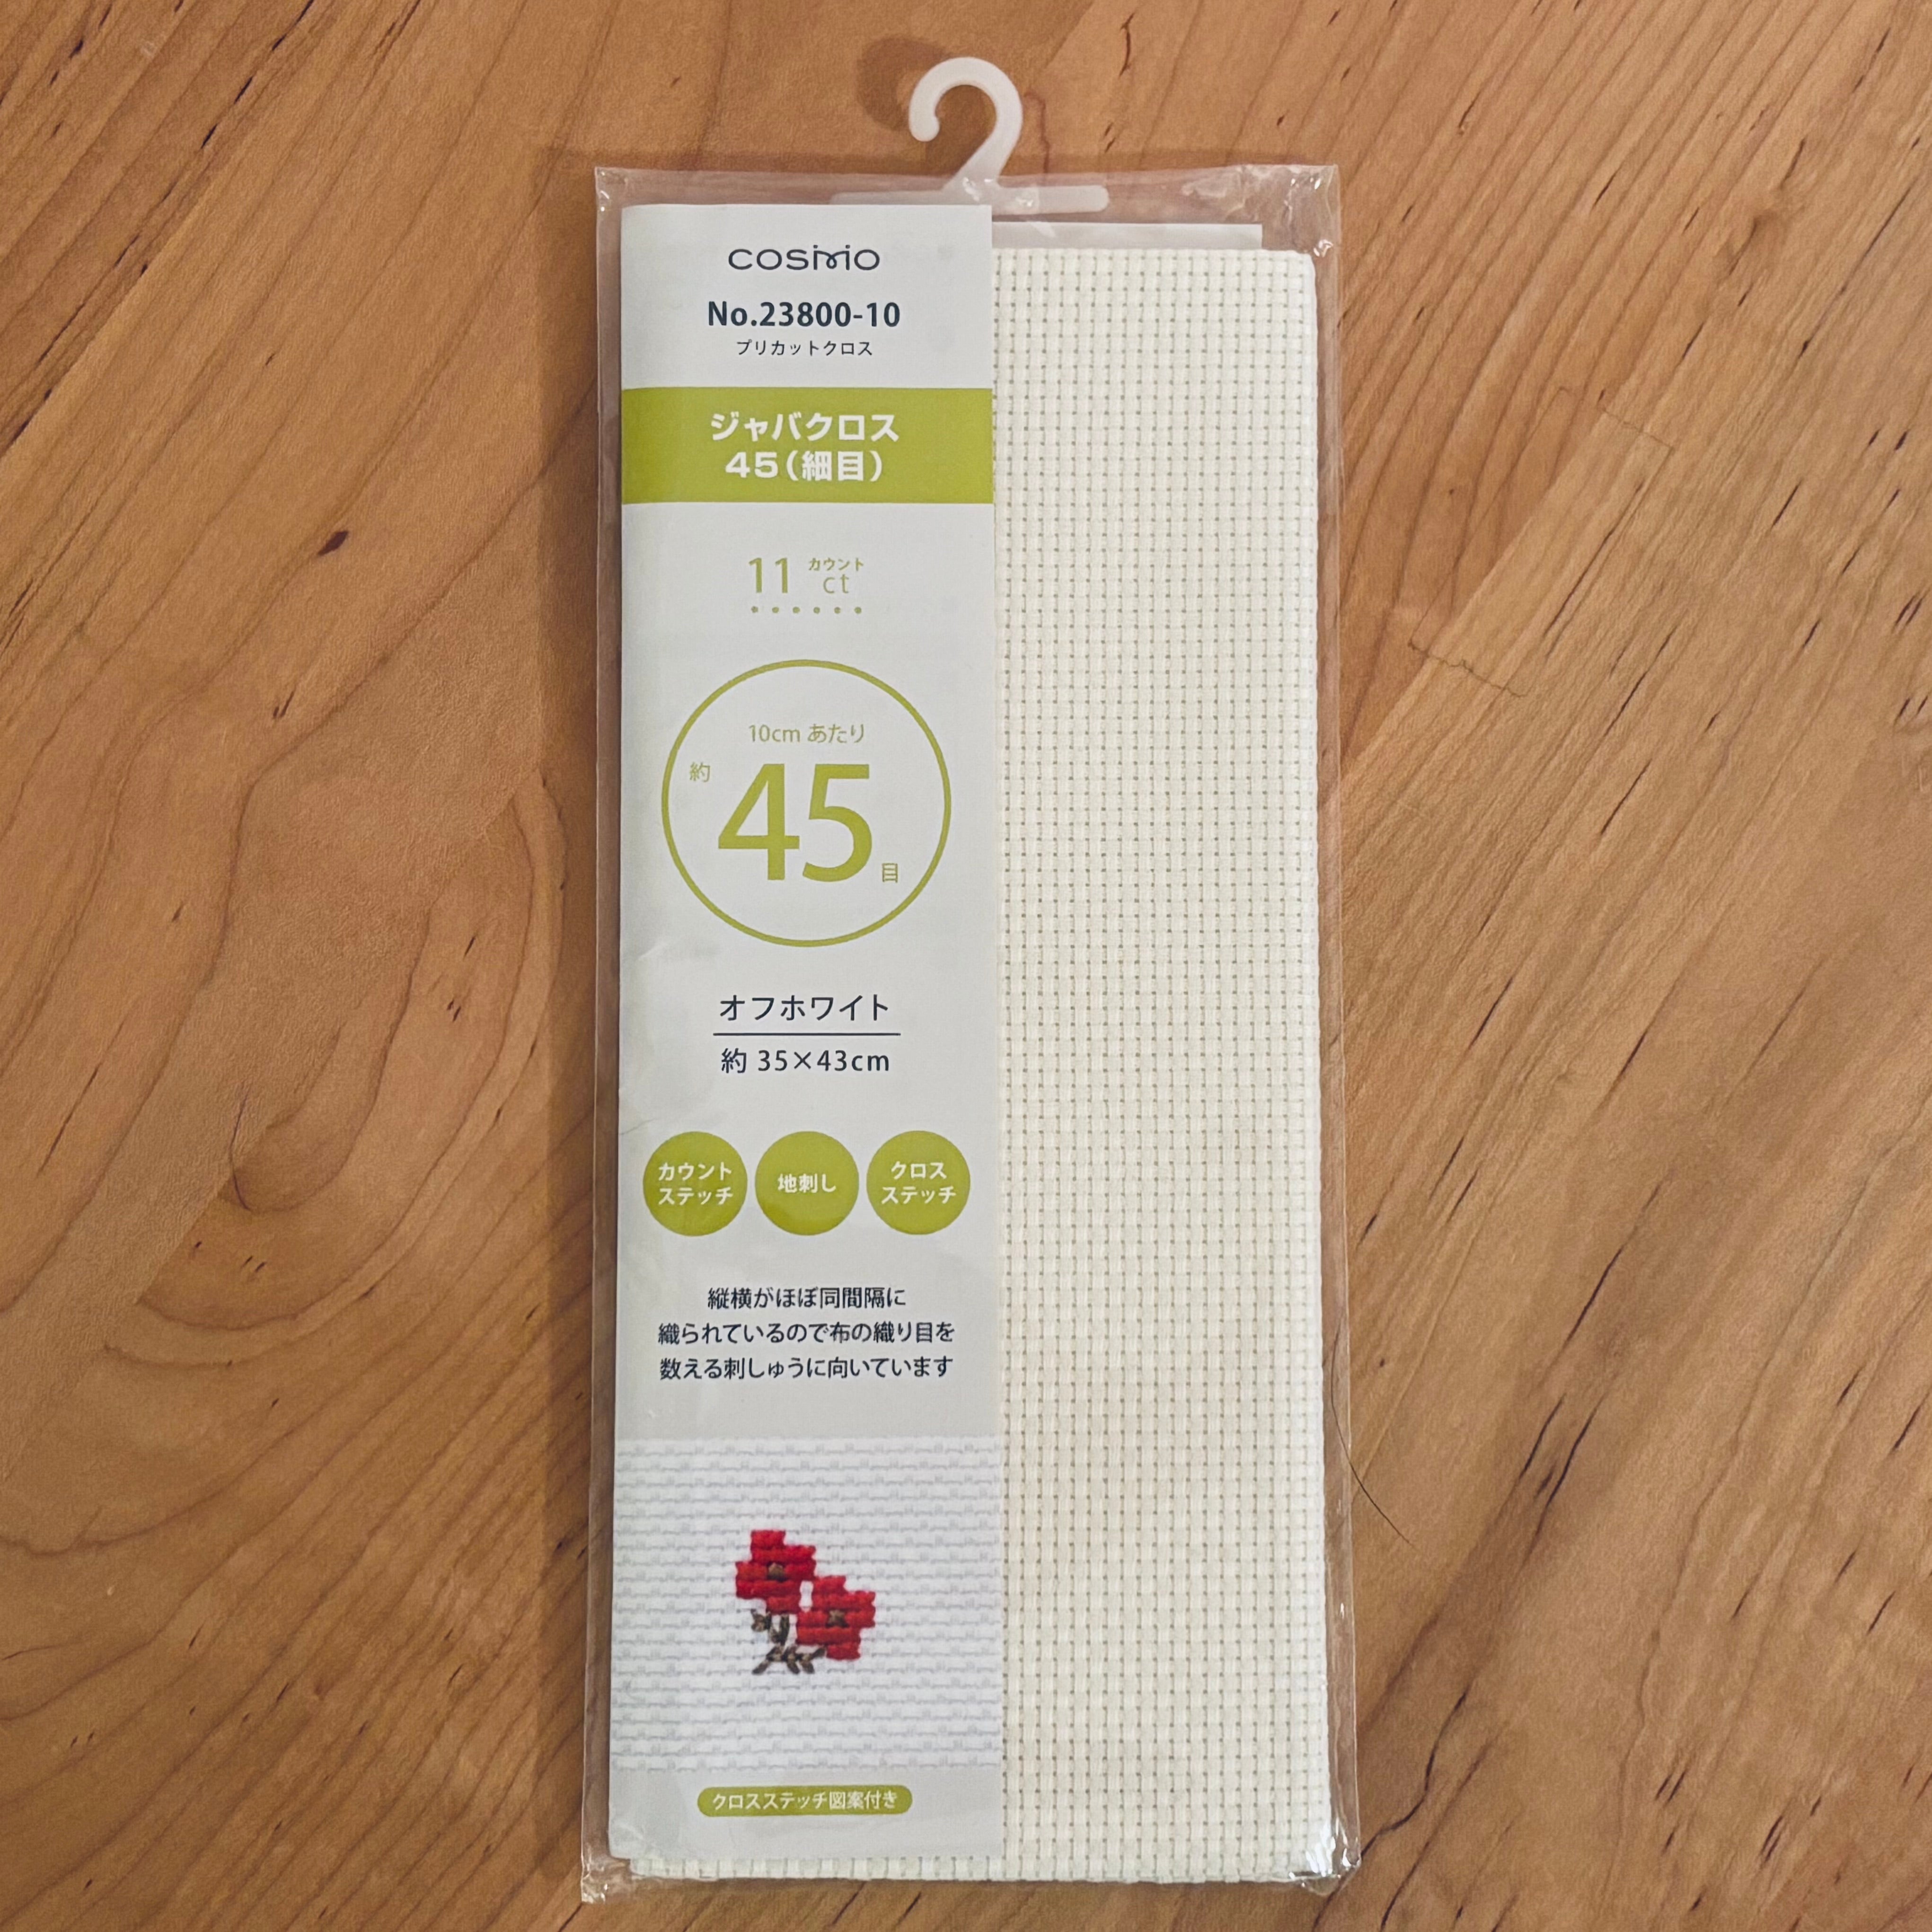 COSMO
No.23800-10
プリカットクロス
ジャバクロス
45(細目)
11 カウント
ct
10cm あたり
約
45
目
オフホワイト
約 35×43cm
カウント
ステッチ
地刺し
クロス
ステッチ
縦横がほぼ同間隔に
織られているので布の織り目を
数える刺しゅうに向いています
クロスステッチ図案付き